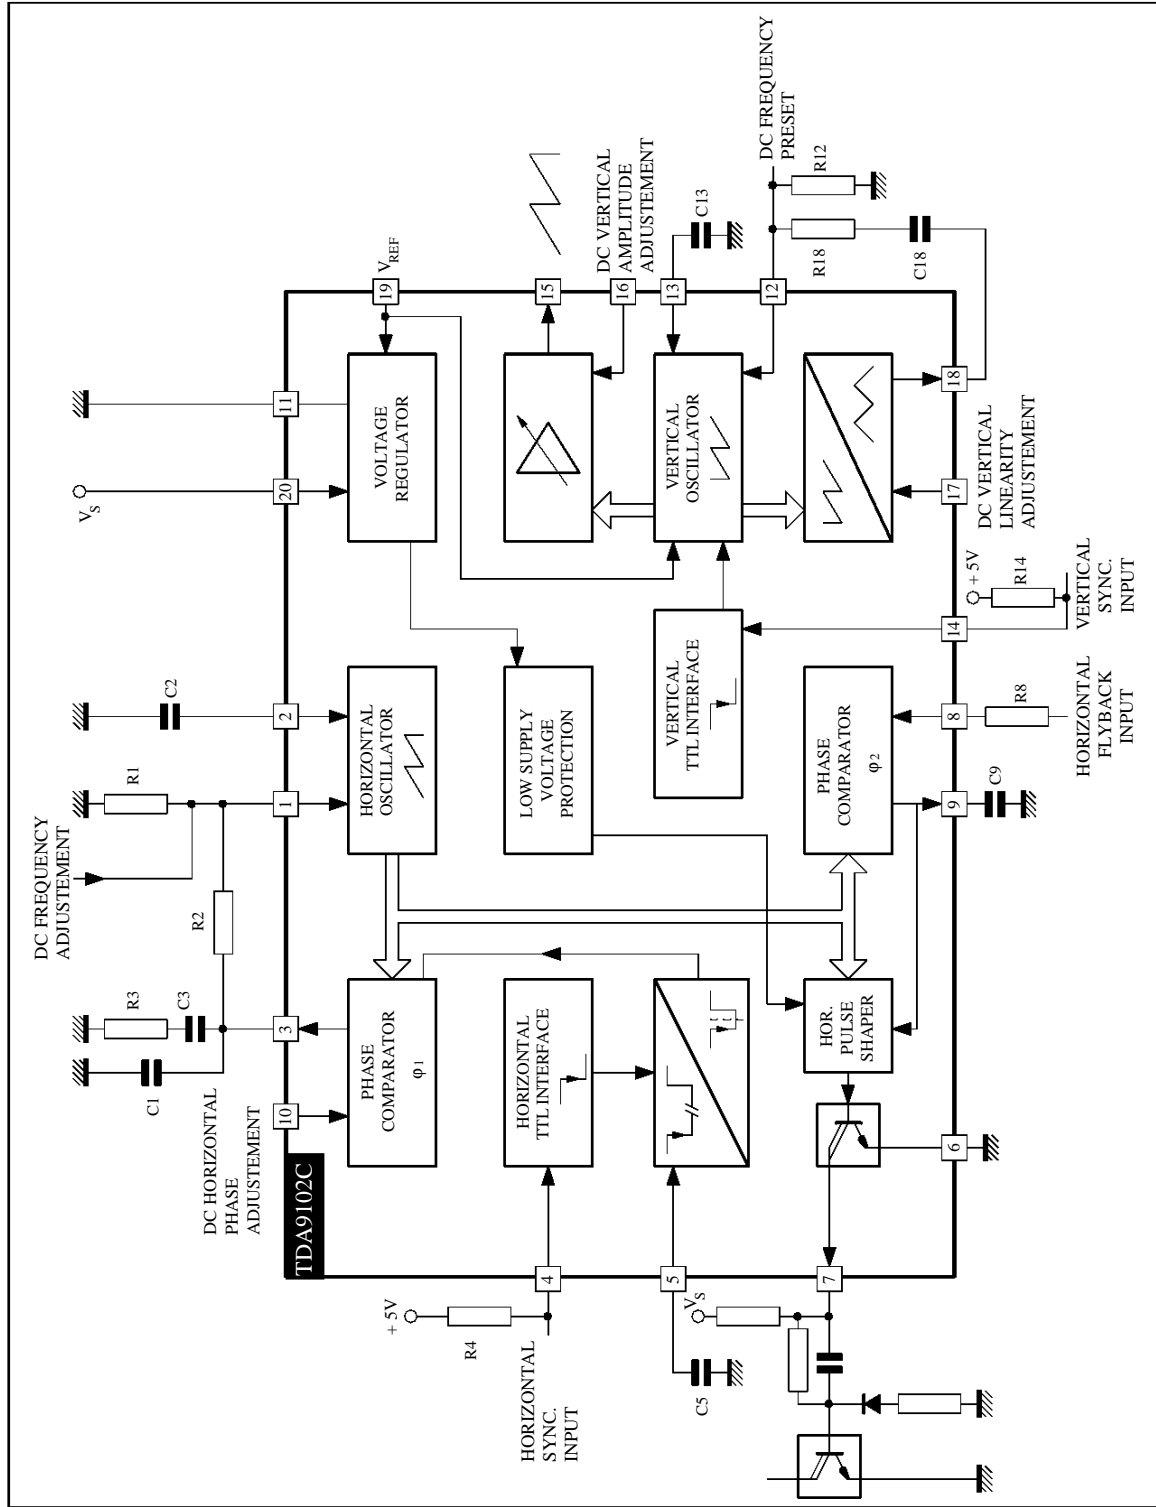 TDA9102C
DC HORIZONTAL
PHASE
ADJUSTEMENT
C1
R3
C3
R2
DC FREQUENCY
ADJUSTEMENT
R1
C2
V_S
10
3
1
2
20
11
PHASE
COMPARATOR
φ1
HORIZONTAL
OSCILLATOR
VOLTAGE
REGULATOR
19
V_REF
+ 5V
R4
HORIZONTAL
SYNC.
INPUT
4
HORIZONTAL
TTL INTERFACE
LOW SUPPLY
VOLTAGE
PROTECTION
15
16
DC VERTICAL
AMPLITUDE
ADJUSTEMENT
5
C5
VERTICAL
TTL INTERFACE
VERTICAL
OSCILLATOR
13
C13
V_S
7
HOR.
PULSE
SHAPER
PHASE
COMPARATOR
φ2
12
DC FREQUENCY
PRESET
R12
R18
C18
6
9
8
14
17
18
C9
R8
HORIZONTAL
FLYBACK
INPUT
+ 5V
R14
VERTICAL
SYNC.
INPUT
DC VERTICAL
LINEARITY
ADJUSTEMENT